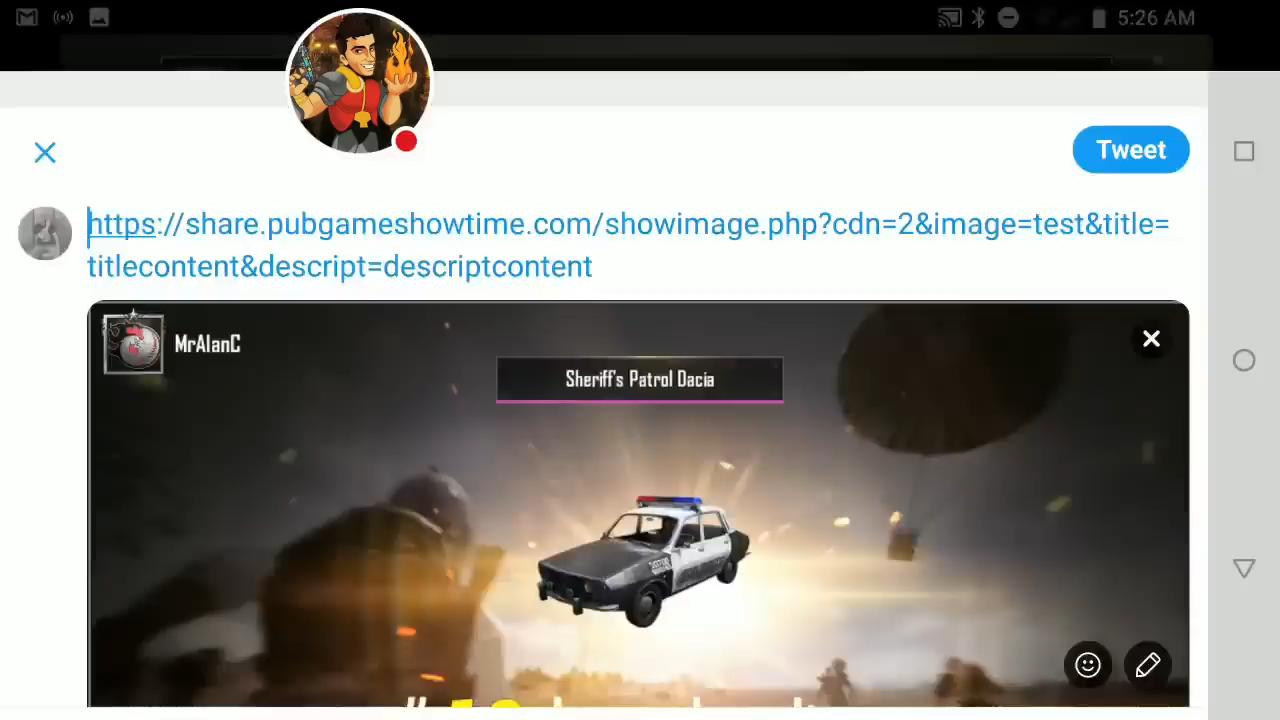 5:26 AM
Tweet
https://share.pubgameshowtime.com/showimage.php?cdn=2&image=test&title=
titlecontent&descript=descriptcontent
MrAlanC
Sheriff's Patrol Dacia